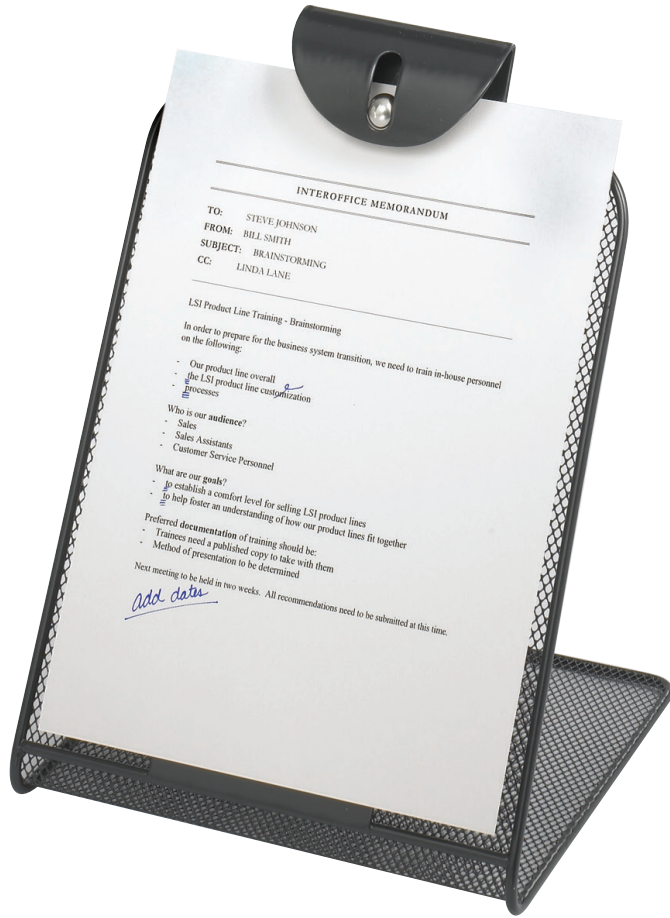 INTEROFFICE MEMORANDUM
TO: STEVE JOHNSON
FROM: BILL SMITH
SUBJECT: BRAINSTORMING
CC: LINDA LANE
LSI Product Line Training - Brainstorming
In order to prepare for the business system transition, we need to train in-house personnel
on the following:
- Our product line overall
- the LSI product line customization
- processes
Who is our audience?
- Sales
- Sales Assistants
- Customer Service Personnel
What are our goals?
- to establish a comfort level for selling LSI product lines
- to help foster an understanding of how our product lines fit together
Preferred documentation of training should be:
- Trainees need a published copy to take with them
- Method of presentation to be determined
Next meeting to be held in two weeks. All recommendations need to be submitted at this time.
add dates